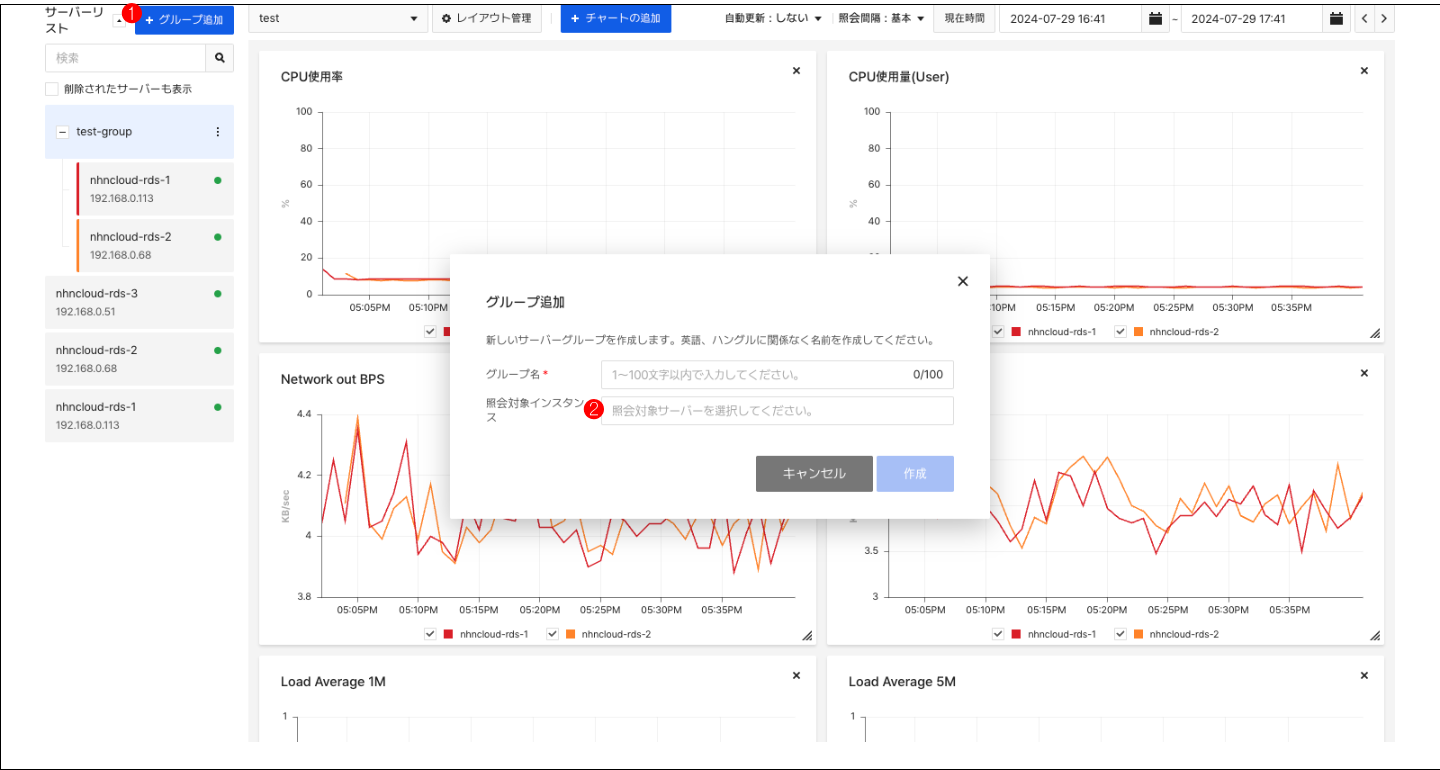 サーバーリスト
1
+ グループ追加
test
レイアウト管理
+ チャートの追加
自動更新 : しない
照会間隔 : 基本
現在時間
2024-07-29 16:41
~
2024-07-29 17:41
検索
削除されたサーバーも表示
test-group
nhncloud-rds-1
192.168.0.113
nhncloud-rds-2
192.168.0.68
nhncloud-rds-3
192.168.0.51
nhncloud-rds-2
192.168.0.68
nhncloud-rds-1
192.168.0.113
CPU使用率
100
80
60
%
40
20
0
05:05PM 05:10PM
CPU使用量(User)
100
80
60
%
40
05:15PM 05:20PM 05:25PM 05:30PM 05:35PM
nhncloud-rds-1 nhncloud-rds-2
グループ追加
新しいサーバーグループを作成します。英語、ハングルに関係なく名前を作成してください。
グループ名 *
1~100文字以内で入力してください。
0/100
照会対象インスタンス
2
照会対象サーバーを選択してください。
キャンセル
作成
Network out BPS
4.4
4.2
KB/sec
4
3.8
05:05PM 05:10PM 05:15PM 05:20PM 05:25PM 05:30PM 05:35PM
nhncloud-rds-1 nhncloud-rds-2
3.5
3
05:05PM 05:10PM 05:15PM 05:20PM 05:25PM 05:30PM 05:35PM
nhncloud-rds-1 nhncloud-rds-2
Load Average 1M
1
Load Average 5M
1